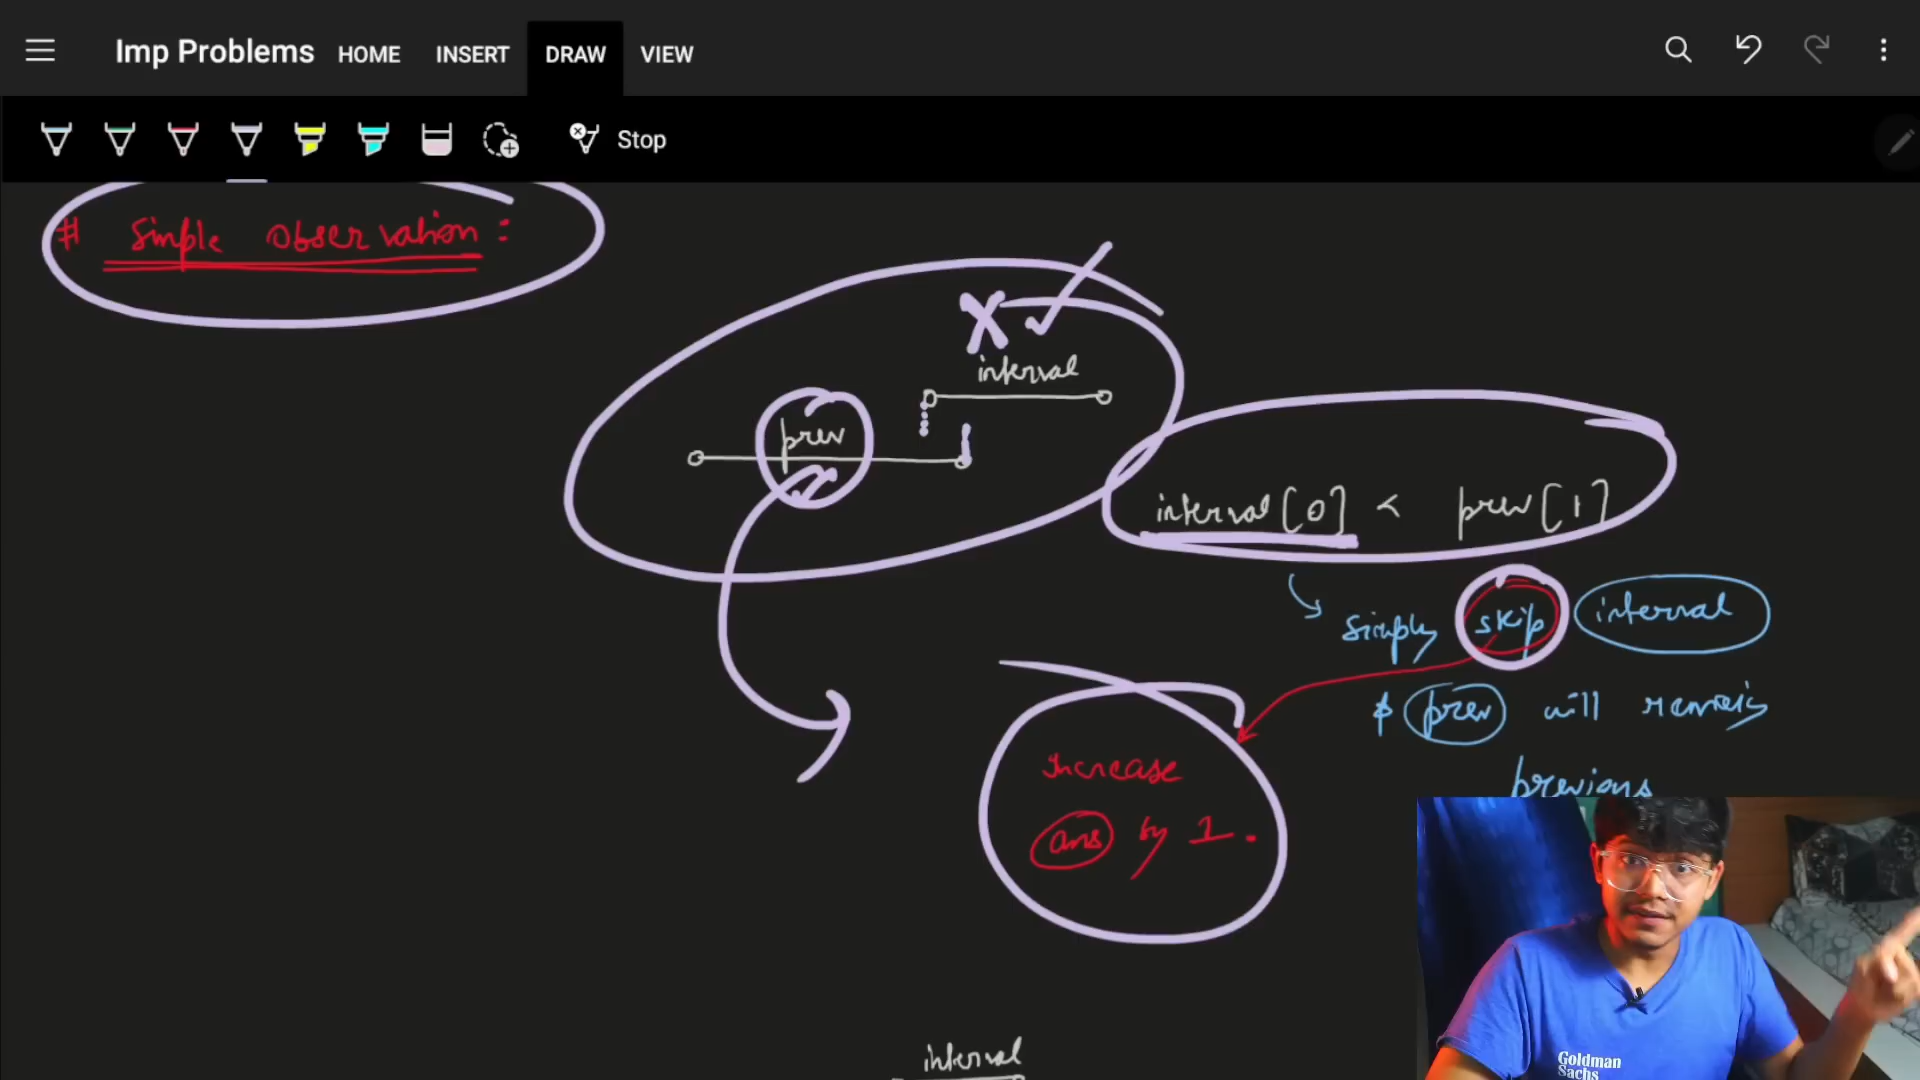 Imp Problems HOME INSERT DRAW VIEW
Stop
# Simple observation :
interval
prev
interval[0] < prev[1]
simply skip interval
& prev will remain
previous
Increase
ans by 1.
interval
Goldman
Sachs